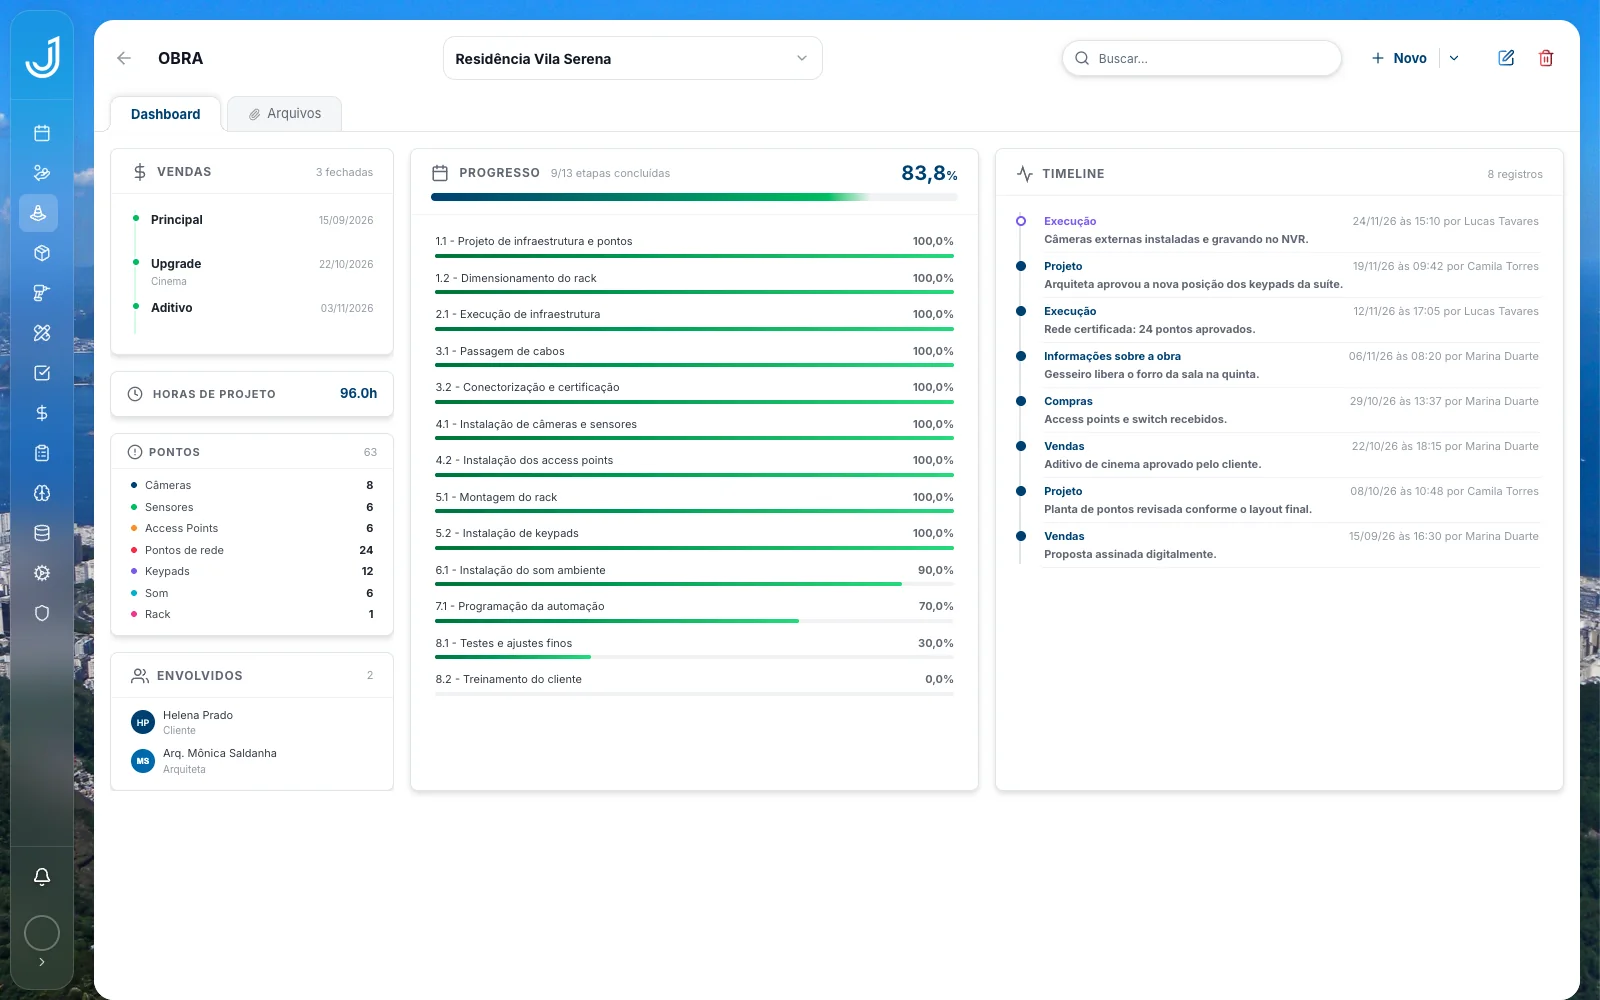 OBRA
Residência Vila Serena
Buscar...
Novo
Dashboard
Arquivos
VENDAS
3 fechadas
Principal
15/09/2026
Upgrade
22/10/2026
Cinema
Aditivo
03/11/2026
HORAS DE PROJETO
96.0h
PONTOS
63
Câmeras
8
Sensores
6
Access Points
6
Pontos de rede
24
Keypads
12
Som
6
Rack
1
ENVOLVIDOS
2
HP
Helena Prado
Cliente
MS
Arq. Mônica Saldanha
Arquiteta
PROGRESSO
9/13 etapas concluídas
83,8%
1.1 - Projeto de infraestrutura e pontos
100,0%
1.2 - Dimensionamento do rack
100,0%
2.1 - Execução de infraestrutura
100,0%
3.1 - Passagem de cabos
100,0%
3.2 - Conectorização e certificação
100,0%
4.1 - Instalação de câmeras e sensores
100,0%
4.2 - Instalação dos access points
100,0%
5.1 - Montagem do rack
100,0%
5.2 - Instalação de keypads
100,0%
6.1 - Instalação do som ambiente
90,0%
7.1 - Programação da automação
70,0%
8.1 - Testes e ajustes finos
30,0%
8.2 - Treinamento do cliente
0,0%
TIMELINE
8 registros
Execução
24/11/26 às 15:10 por Lucas Tavares
Câmeras externas instaladas e gravando no NVR.
Projeto
19/11/26 às 09:42 por Camila Torres
Arquiteta aprovou a nova posição dos keypads da suíte.
Execução
12/11/26 às 17:05 por Lucas Tavares
Rede certificada: 24 pontos aprovados.
Informações sobre a obra
06/11/26 às 08:20 por Marina Duarte
Gesseiro libera o forro da sala na quinta.
Compras
29/10/26 às 13:37 por Marina Duarte
Access points e switch recebidos.
Vendas
22/10/26 às 18:15 por Marina Duarte
Aditivo de cinema aprovado pelo cliente.
Projeto
08/10/26 às 10:48 por Camila Torres
Planta de pontos revisada conforme o layout final.
Vendas
15/09/26 às 16:30 por Marina Duarte
Proposta assinada digitalmente.